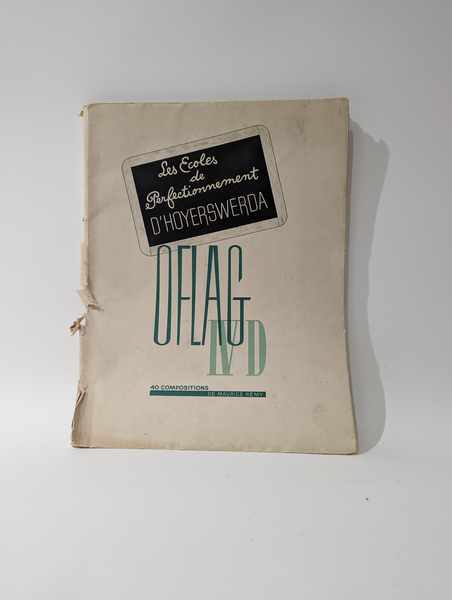 Les Ecoles
de
Perfectionnement
D'HOYERSWERDA
OFLAG
IV D
40 COMPOSITIONS
DE MAURICE REMY